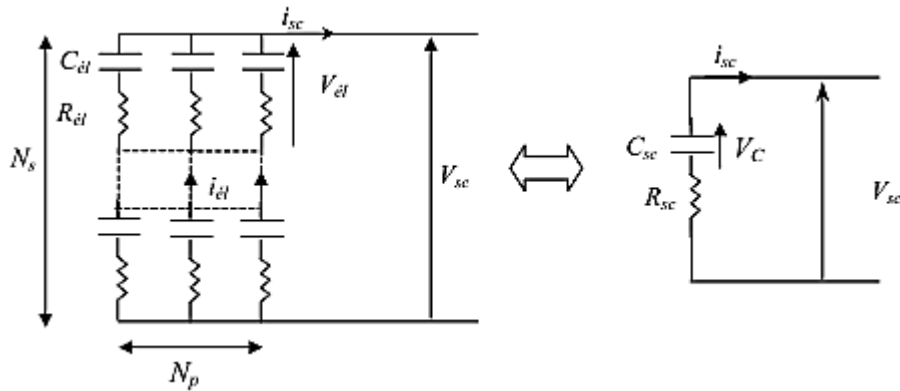 i_sc
C_él
V_él
R_él
N_s
i_él
V_sc
N_p
i_sc
C_sc
V_C
R_sc
V_sc